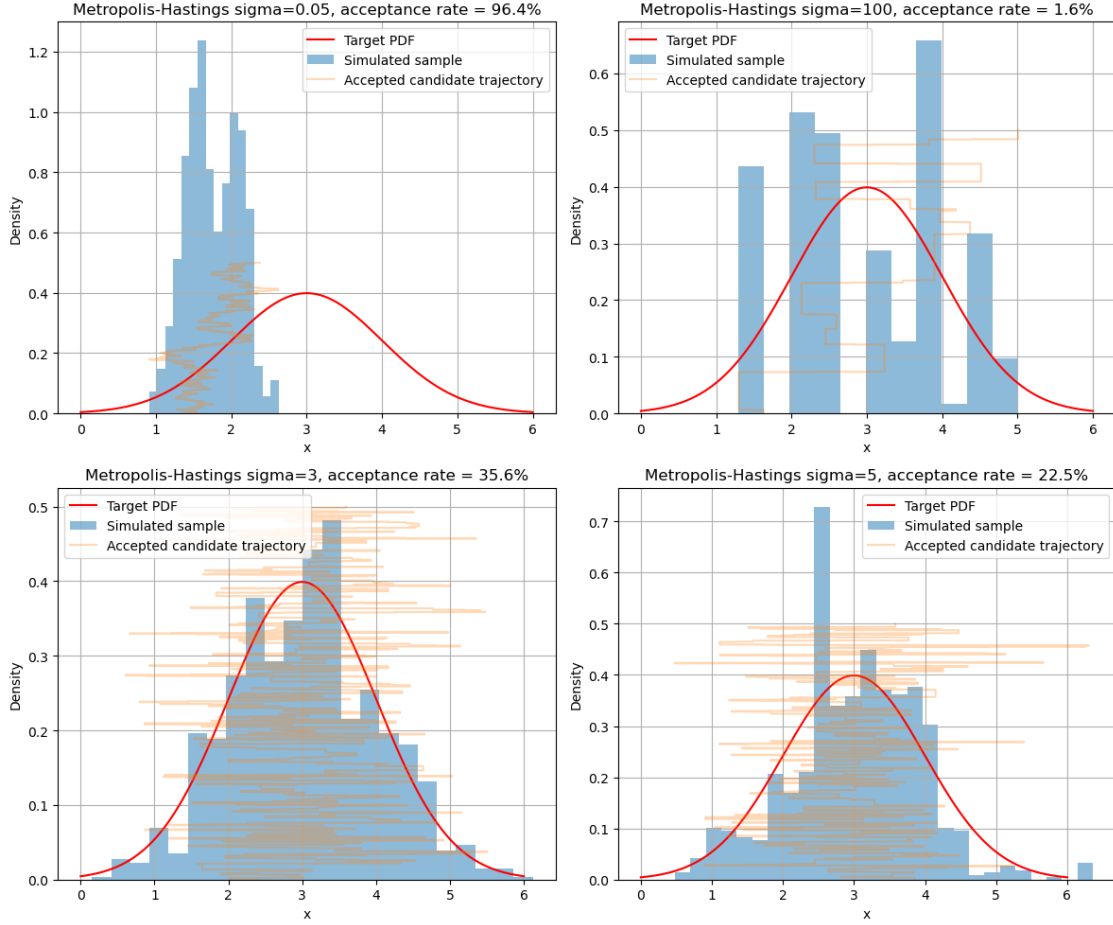 Metropolis-Hastings sigma=0.05, acceptance rate = 96.4%
Target PDF
Simulated sample
Accepted candidate trajectory
Density
1.2
1.0
0.8
0.6
0.4
0.2
0.0
0 1 2 3 4 5 6
x
Metropolis-Hastings sigma=100, acceptance rate = 1.6%
Target PDF
Simulated sample
Accepted candidate trajectory
Density
0.6
0.5
0.4
0.3
0.2
0.1
0.0
0 1 2 3 4 5 6
x
Metropolis-Hastings sigma=3, acceptance rate = 35.6%
Target PDF
Simulated sample
Accepted candidate trajectory
Density
0.5
0.4
0.3
0.2
0.1
0.0
0 1 2 3 4 5 6
x
Metropolis-Hastings sigma=5, acceptance rate = 22.5%
Target PDF
Simulated sample
Accepted candidate trajectory
Density
0.7
0.6
0.5
0.4
0.3
0.2
0.1
0.0
0 1 2 3 4 5 6
x